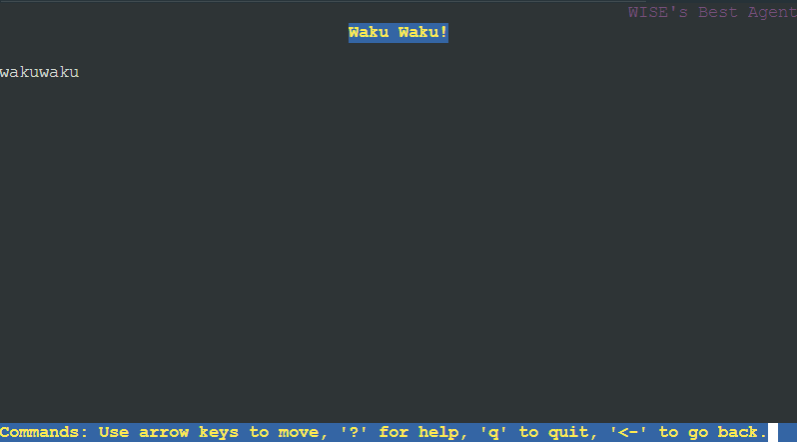 WISE's Best Agent
Waku Waku!
wakuwaku
Commands: Use arrow keys to move, '?' for help, 'q' to quit, '<-' to go back.